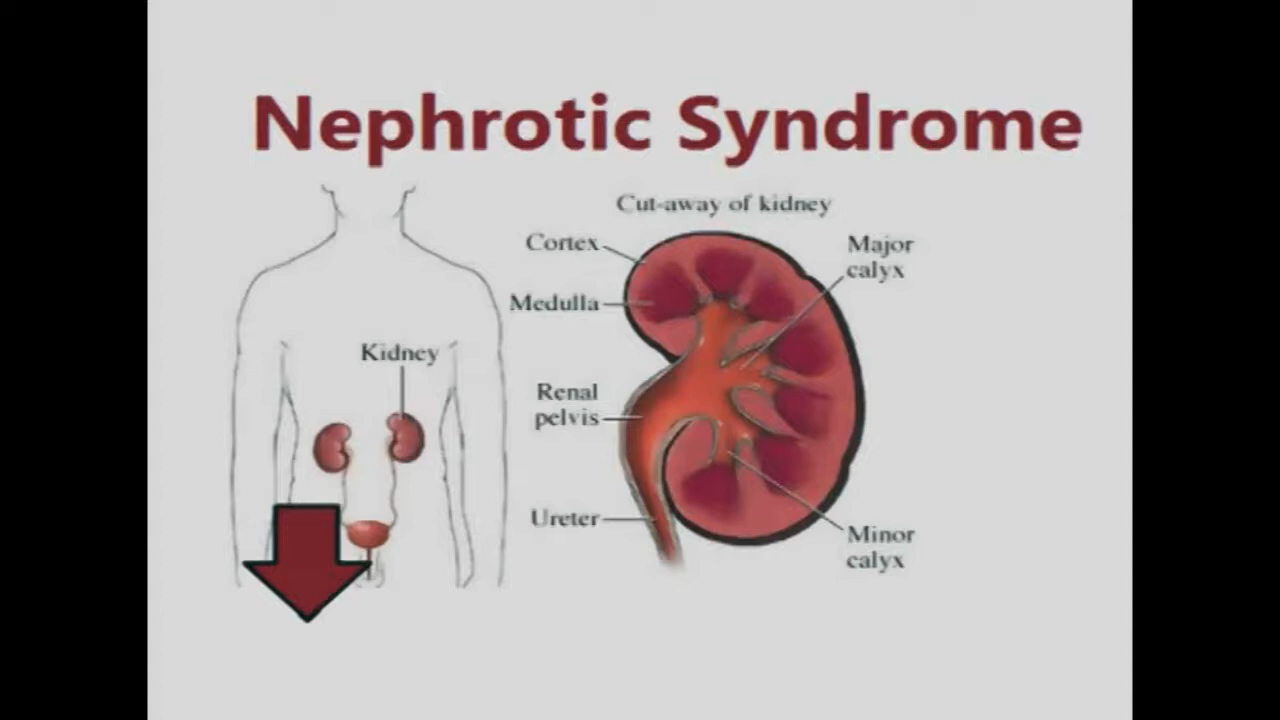 Nephrotic Syndrome
Cut-away of kidney
Cortex
Major
calyx
Medulla
Kidney
Renal
pelvis
Ureter
Minor
calyx